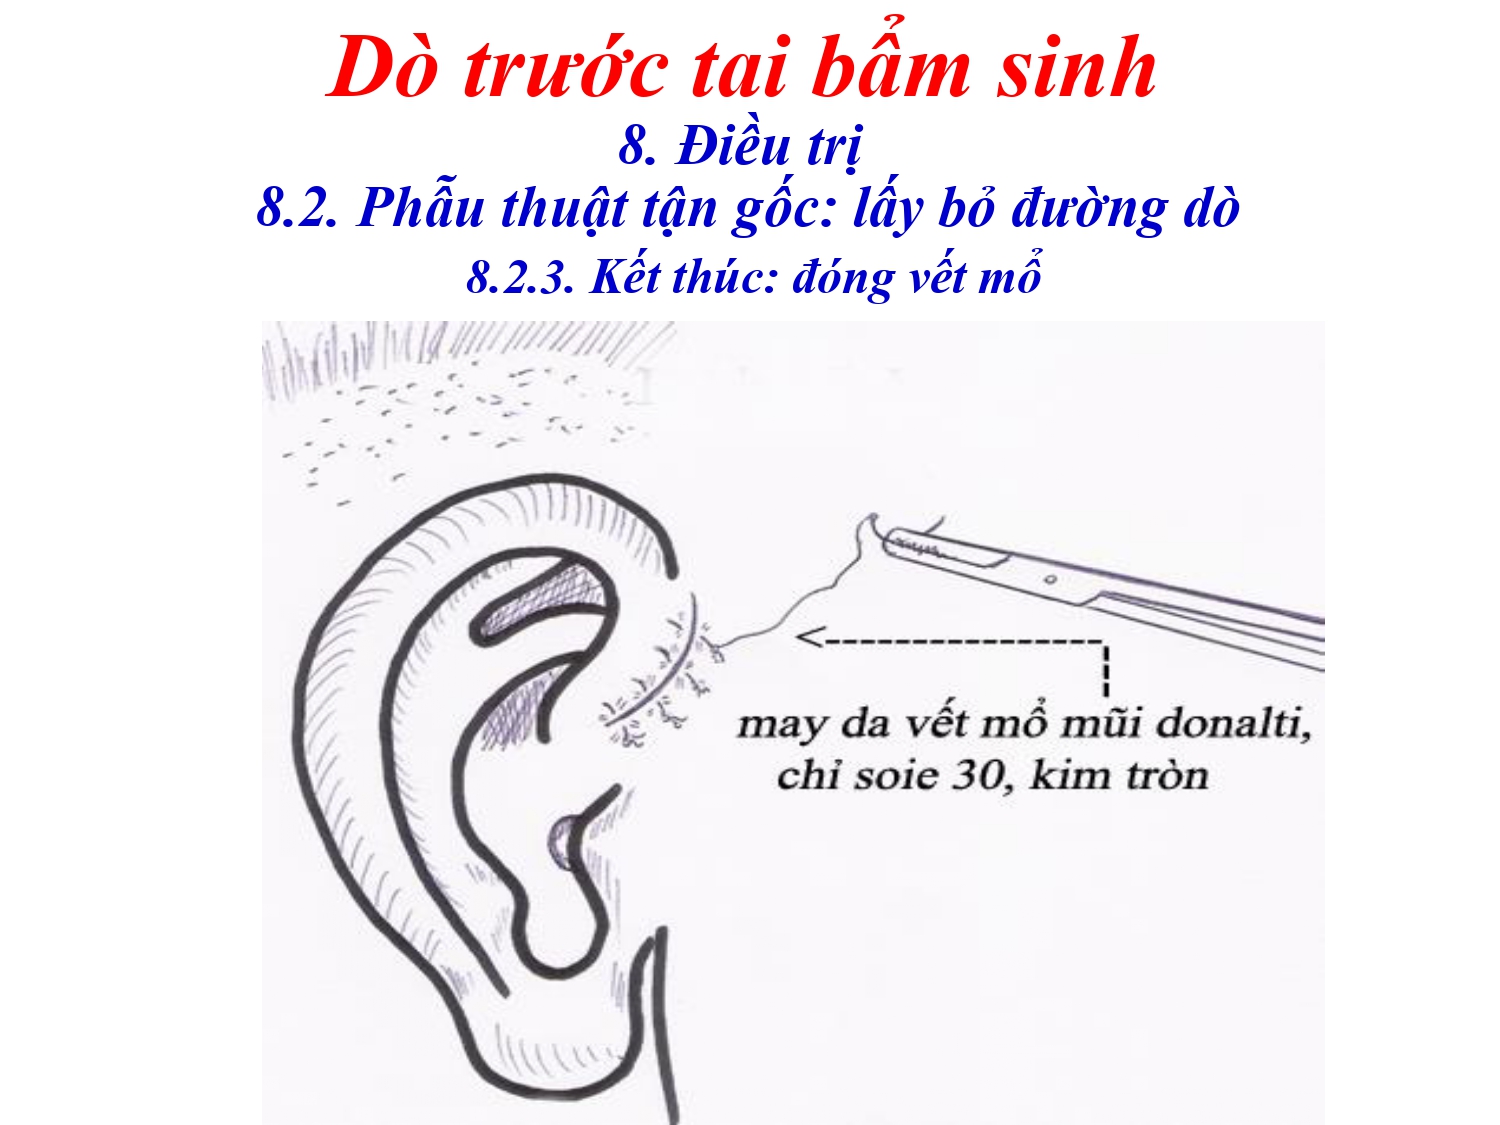 Dò trước tai bẩm sinh
8. Điều trị
8.2. Phẫu thuật tận gốc: lấy bỏ đường dò
8.2.3. Kết thúc: đóng vết mổ
may da vết mổ mũi donalti,
chỉ soie 30, kim tròn